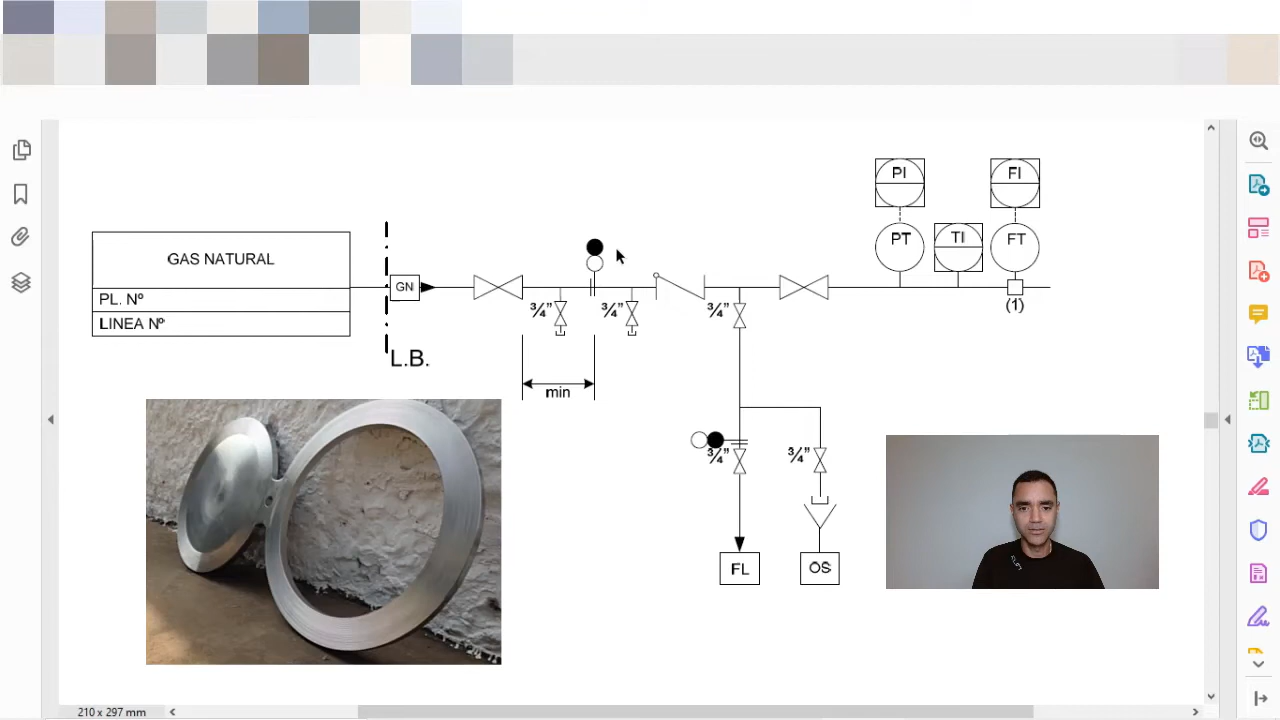 PI
FI
PT
TI
FT
(1)
GAS NATURAL
PL. Nº
LINEA Nº
GN
L.B.
¾”
¾”
¾”
min
¾”
¾”
FL
OS
210 x 297 mm